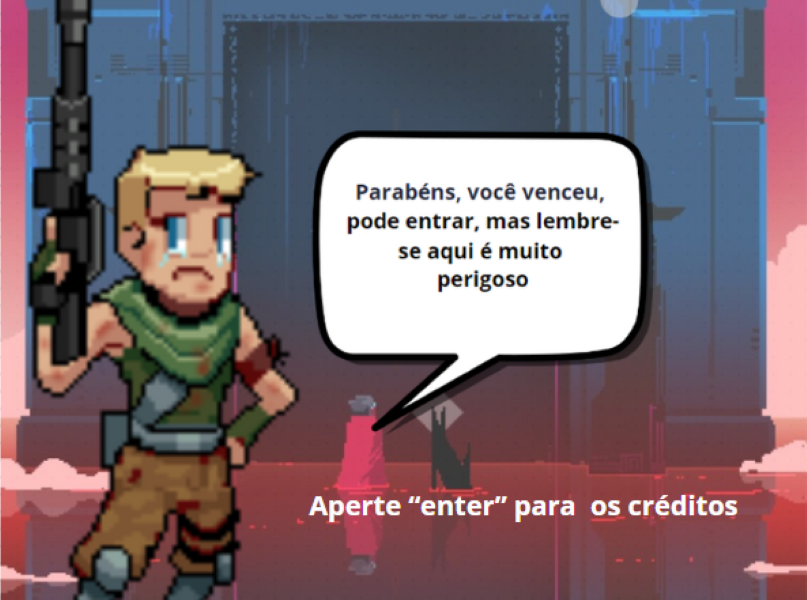 Parabéns, você venceu,
pode entrar, mas lembre-
se aqui é muito
perigoso
Aperte “enter” para  os créditos